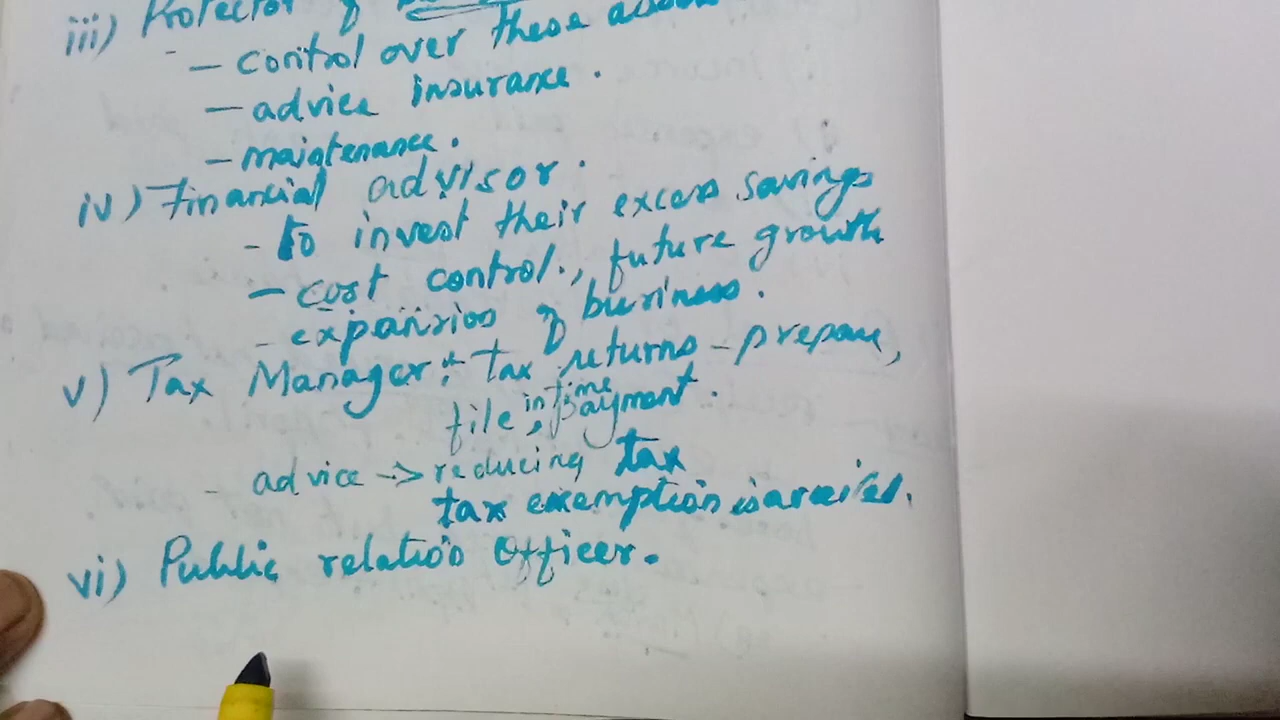 iii) Protector of
- control over these
- advice insurance.
- maintenance.
iv) Financial advisor.
- to invest their excess savings
- cost control., future growth
- expansion of business.
v) Tax Manager: tax returns - prepare,
file in time, payment.
- advice -> reducing tax
tax exemption is
vi) Public relation Officer.